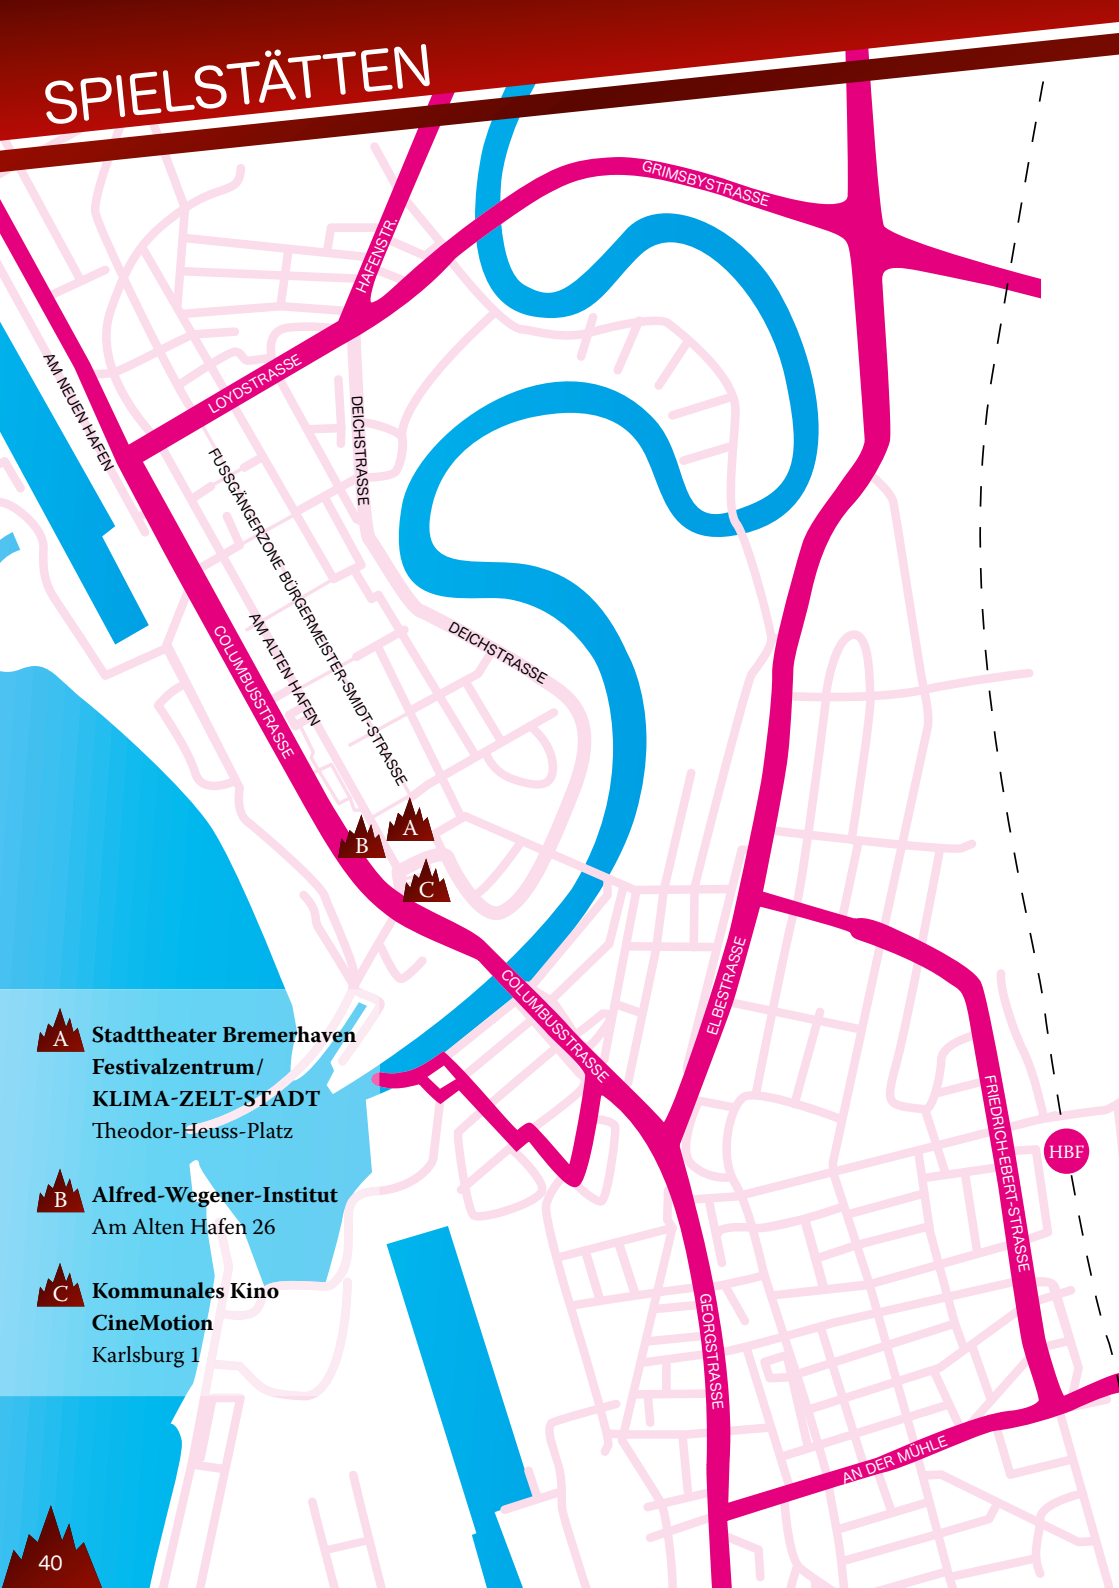 SPIELSTÄTTEN
GRIMSBYSTRASSE
HAFENSTR.
LOYDSTRASSE
AM NEUEN HAFEN
DEICHSTRASSE
FUSSGÄNGERZONE BÜRGERMEISTER-SMIDT-STRASSE
AM ALTEN HAFEN
COLUMBUSSTRASSE
DEICHSTRASSE
A
B
C
COLUMBUSSTRASSE
ELBESTRASSE
FRIEDRICH-EBERT-STRASSE
HBF
GEORGSTRASSE
AN DER MÜHLE
A
Stadttheater Bremerhaven
Festivalzentrum/
KLIMA-ZELT-STADT
Theodor-Heuss-Platz
B
Alfred-Wegener-Institut
Am Alten Hafen 26
C
Kommunales Kino
CineMotion
Karlsburg 1
40